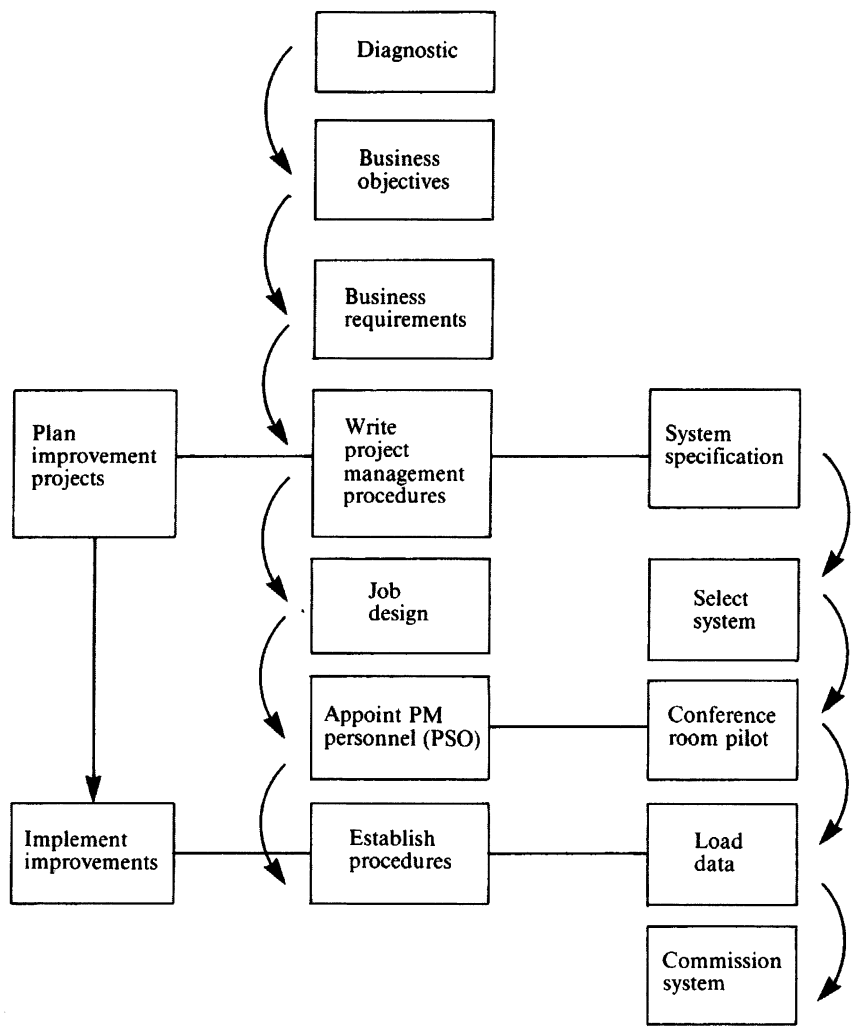 Diagnostic
Business
objectives
Business
requirements
Plan
improvement
projects
Write
project
management
procedures
System
specification
Job
design
Select
system
Appoint PM
personnel (PSO)
Conference
room pilot
Implement
improvements
Establish
procedures
Load
data
Commission
system